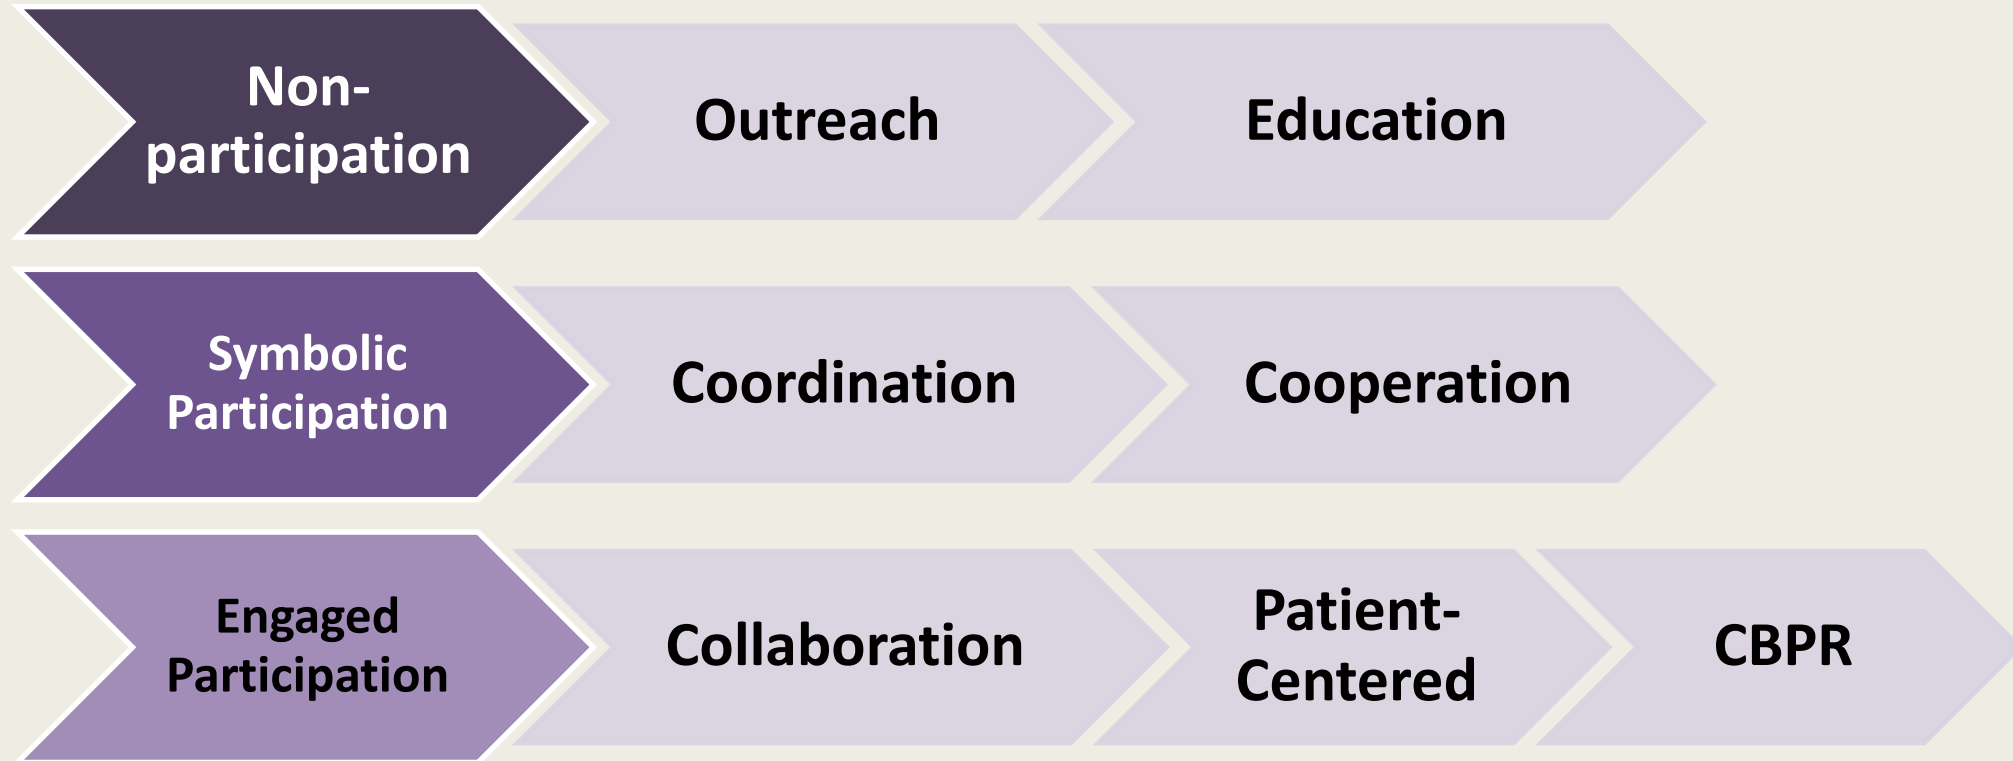 Non-
participation
Outreach
Education
Symbolic
Participation
Coordination
Cooperation
Engaged
Participation
Collaboration
Patient-
Centered
CBPR